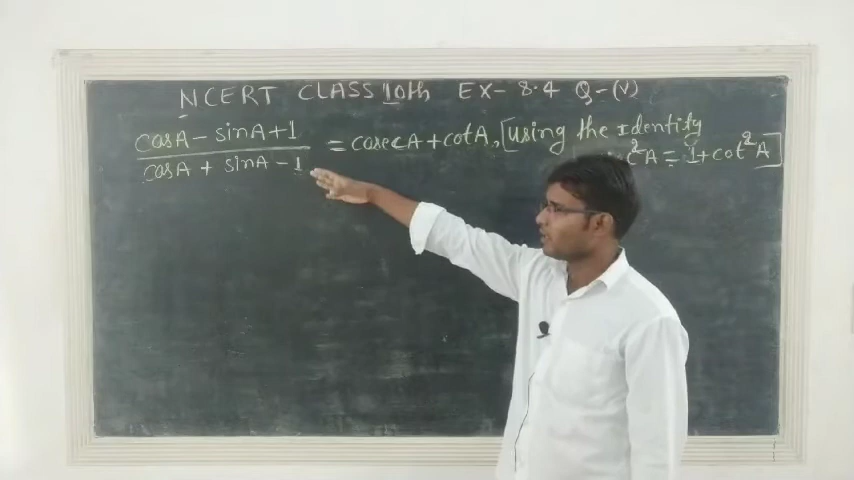 NCERT CLASS 10th EX- 8.4 Q-(V)
cosA - sinA + 1 = cosecA + cotA, [using the Identity
cosA + sinA - 1
c²A = 1 + cot²A]